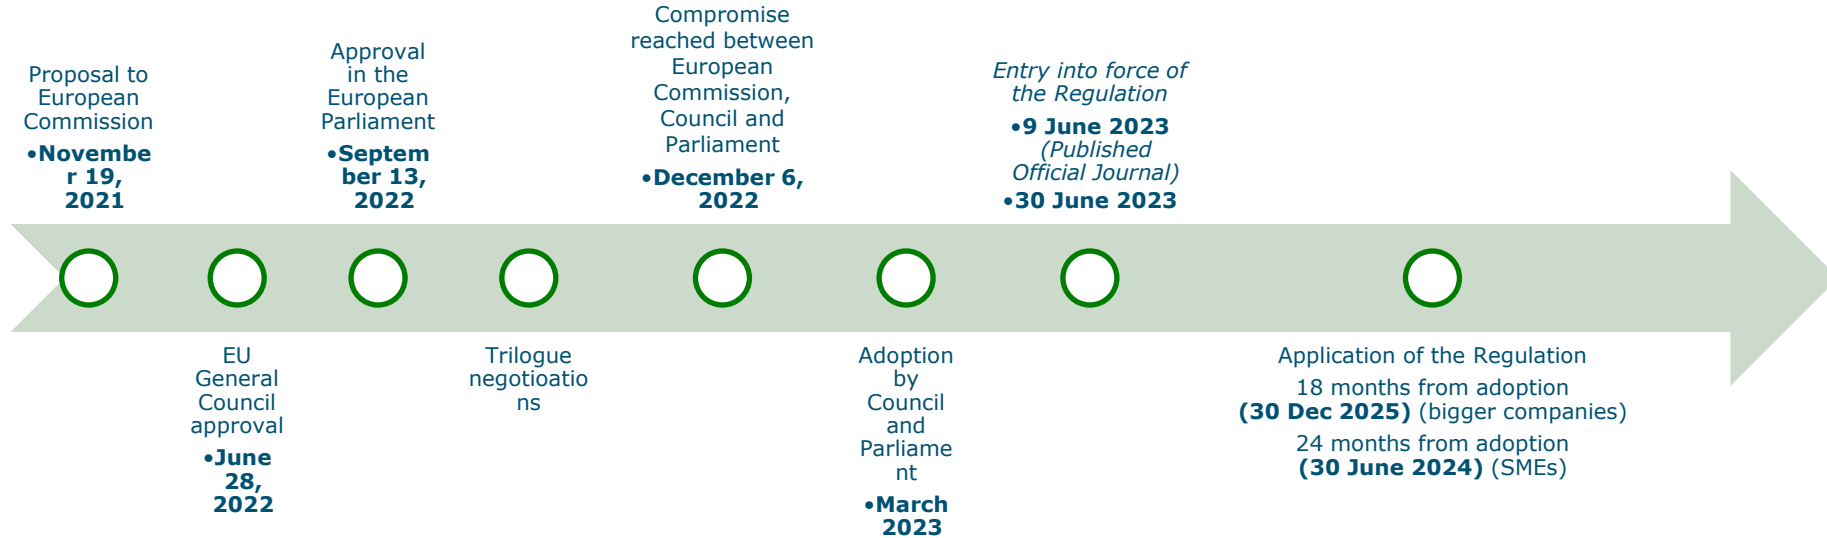 Proposal to
European
Commission
•Novembe
r 19,
2021
EU
General
Council
approval
•June
28,
2022
Approval
in the
European
Parliament
•Septem
ber 13,
2022
Trilogue
negotioatio
ns
Compromise
reached between
European
Commission,
Council and
Parliament
•December 6,
2022
Adoption
by
Council
and
Parliame
nt
•March
2023
Entry into force of
the Regulation
•9 June 2023
(Published
Official Journal)
•30 June 2023
Application of the Regulation
18 months from adoption
(30 Dec 2025) (bigger companies)
24 months from adoption
(30 June 2024) (SMEs)